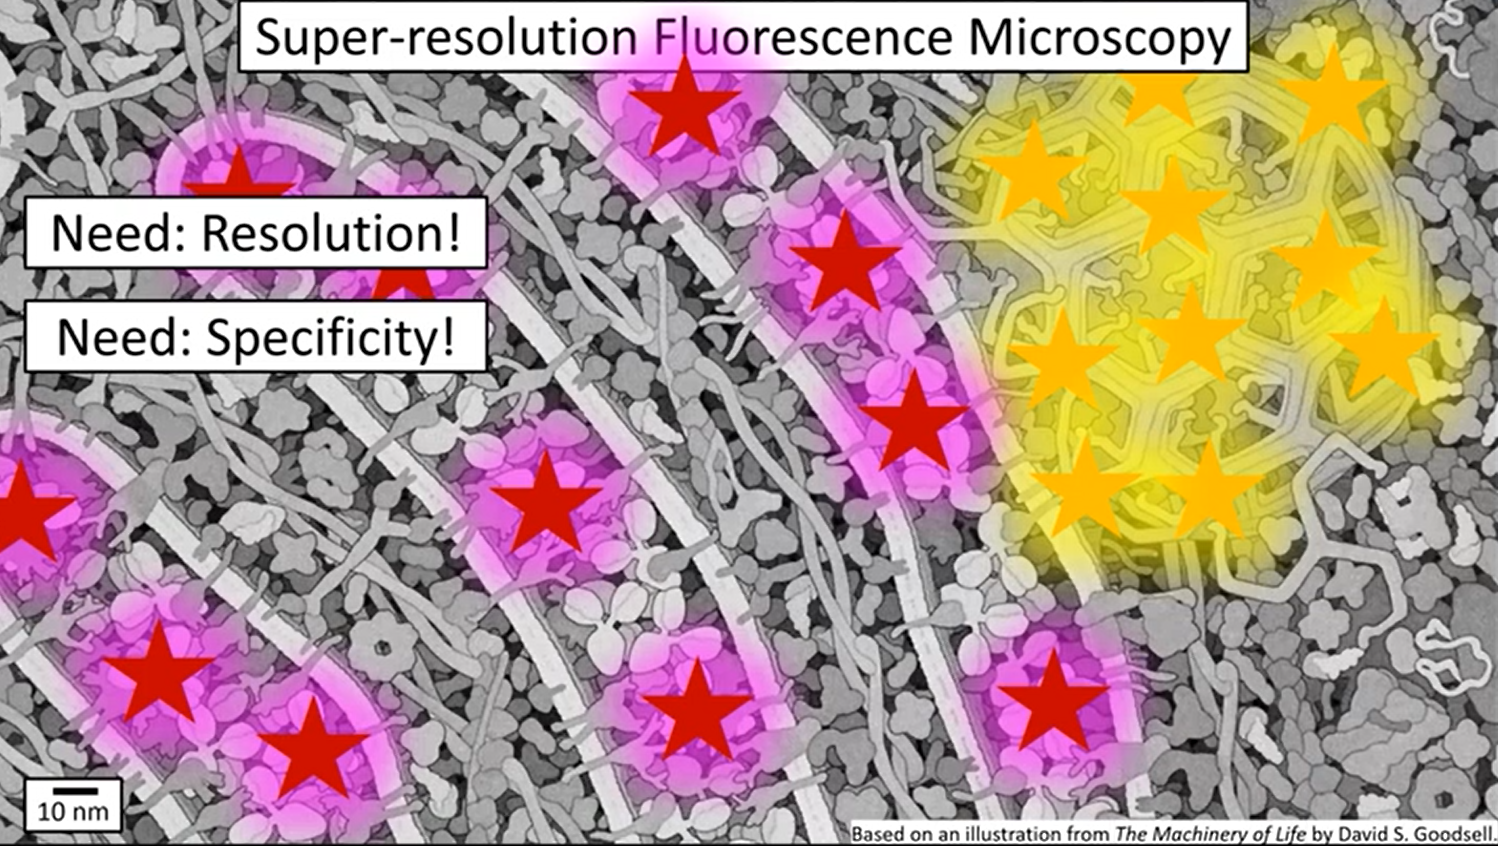 Super-resolution Fluorescence Microscopy
Need: Resolution!
Need: Specificity!
10 nm
Based on an illustration from The Machinery of Life by David S. Goodsell.